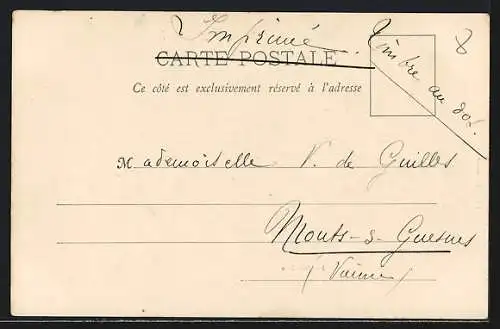 Imprimé
Timbre au dos.
8
CARTE POSTALE
Ce côté est exclusivement réservé à l'adresse
Mademoiselle V. de Guilles
Monts-s-Guesnes
(Vienne)